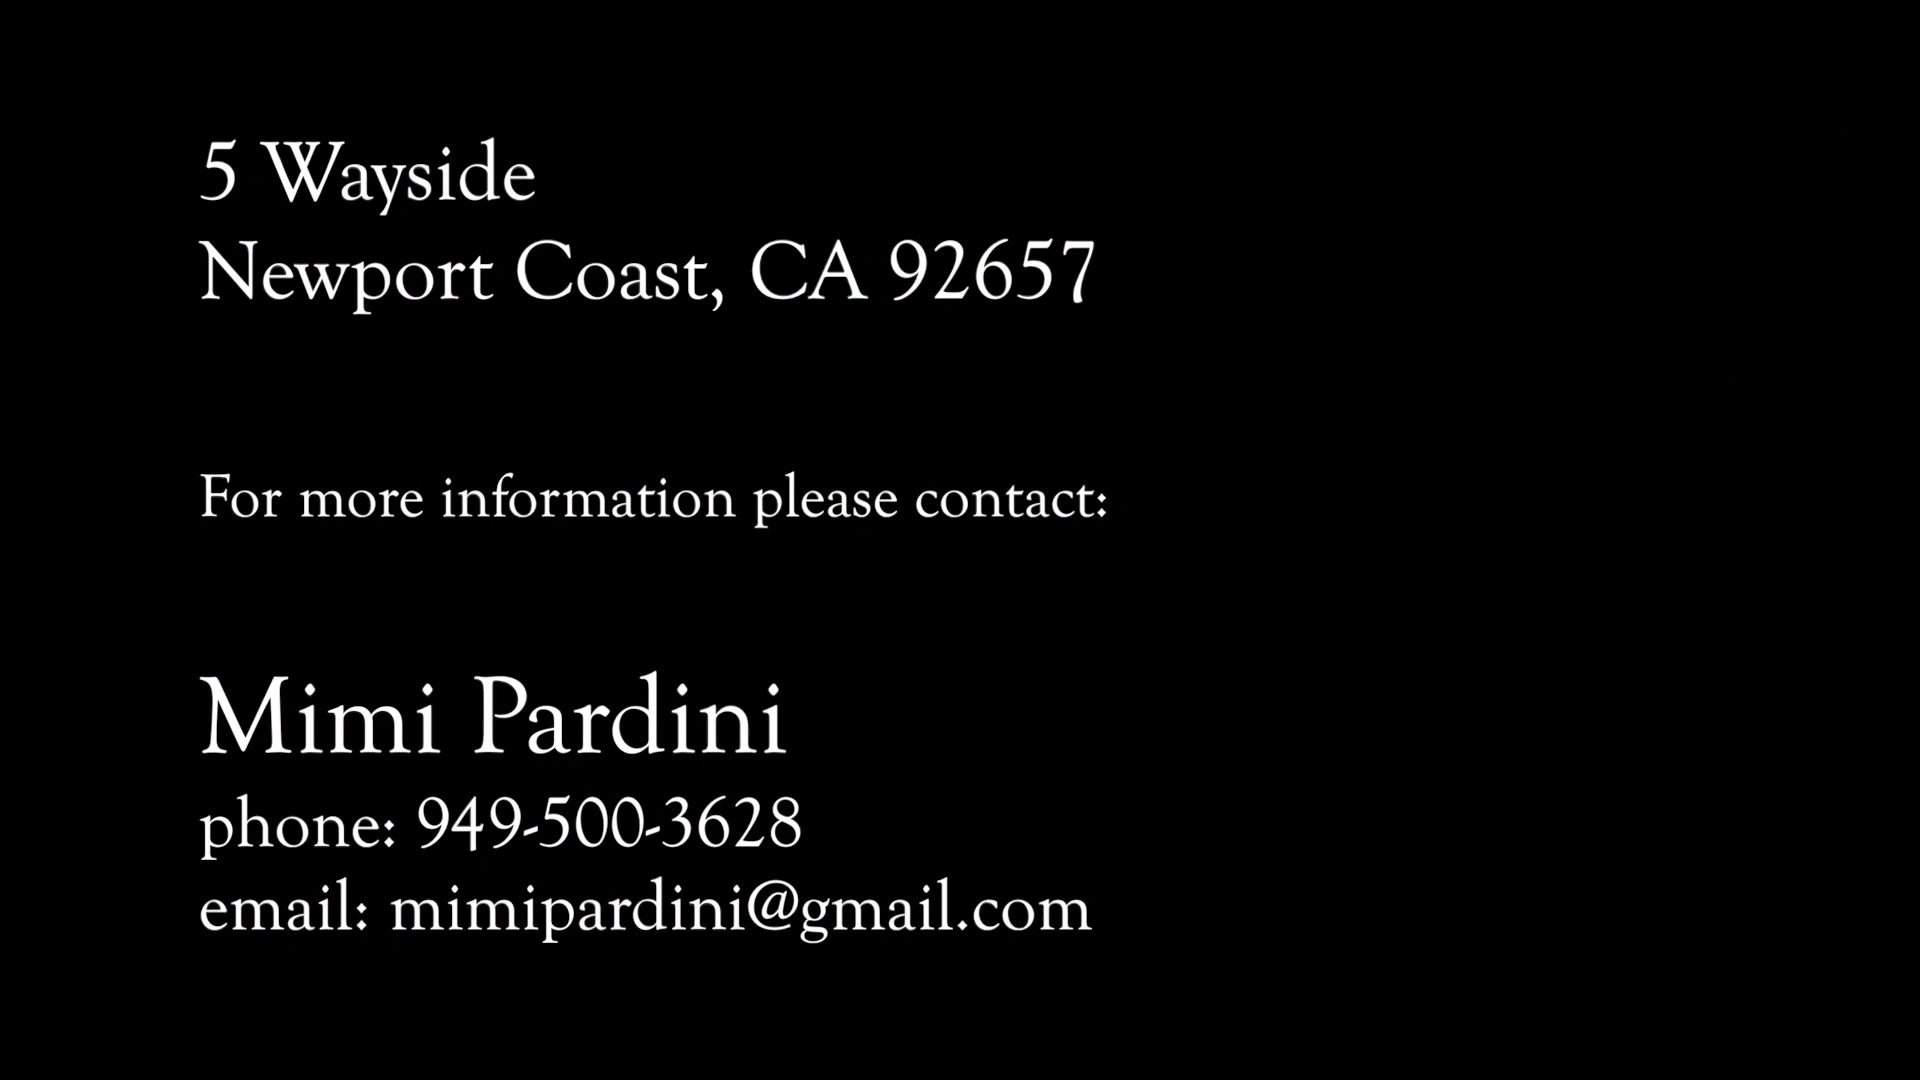 5 Wayside
Newport Coast, CA 92657
For more information please contact:
Mimi Pardini
phone: 949-500-3628
email: mimipardini@gmail.com